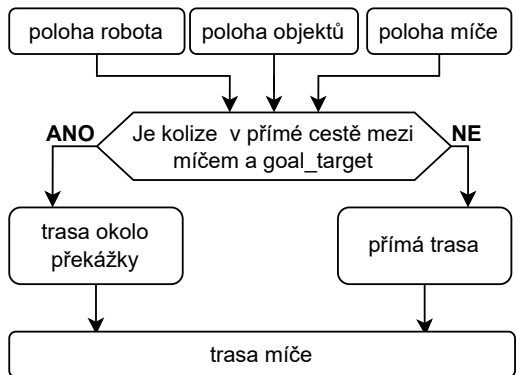 poloha robota
poloha objektů
poloha míče
ANO
Je kolize v přímé cestě mezi
míčem a goal_target
NE
trasa okolo
překážky
přímá trasa
trasa míče